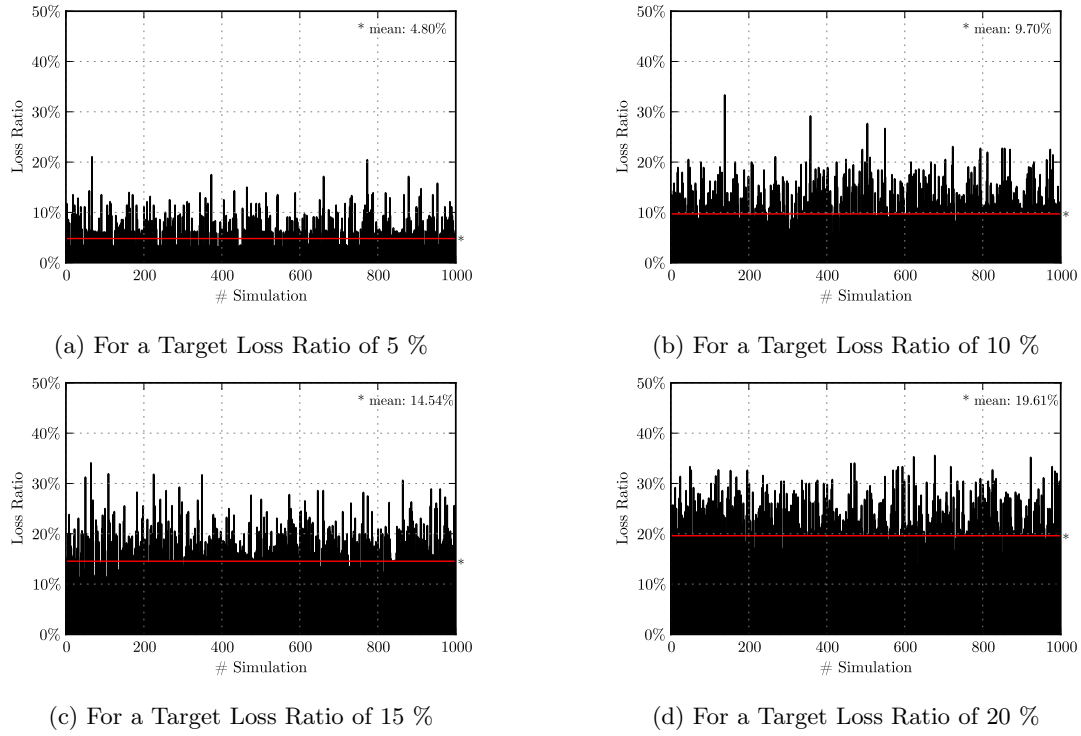 50%
40%
30%
20%
10%
0%
Loss Ratio
* mean: 4.80%
*
0 200 400 600 800 1000
# Simulation
(a) For a Target Loss Ratio of 5 %
50%
40%
30%
20%
10%
0%
Loss Ratio
* mean: 9.70%
*
0 200 400 600 800 1000
# Simulation
(b) For a Target Loss Ratio of 10 %
50%
40%
30%
20%
10%
0%
Loss Ratio
* mean: 14.54%
*
0 200 400 600 800 1000
# Simulation
(c) For a Target Loss Ratio of 15 %
50%
40%
30%
20%
10%
0%
Loss Ratio
* mean: 19.61%
*
0 200 400 600 800 1000
# Simulation
(d) For a Target Loss Ratio of 20 %